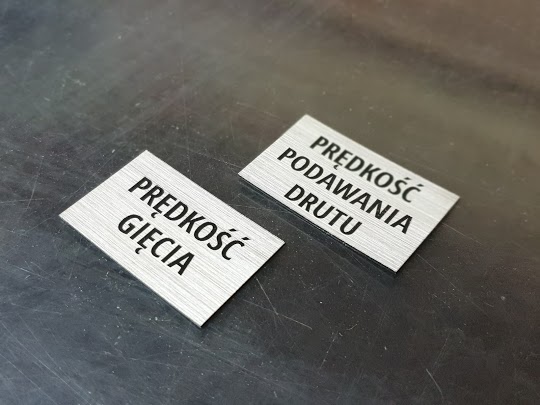 PRĘDKOŚĆ
GIĘCIA
PRĘDKOŚĆ
PODAWANIA
DRUTU